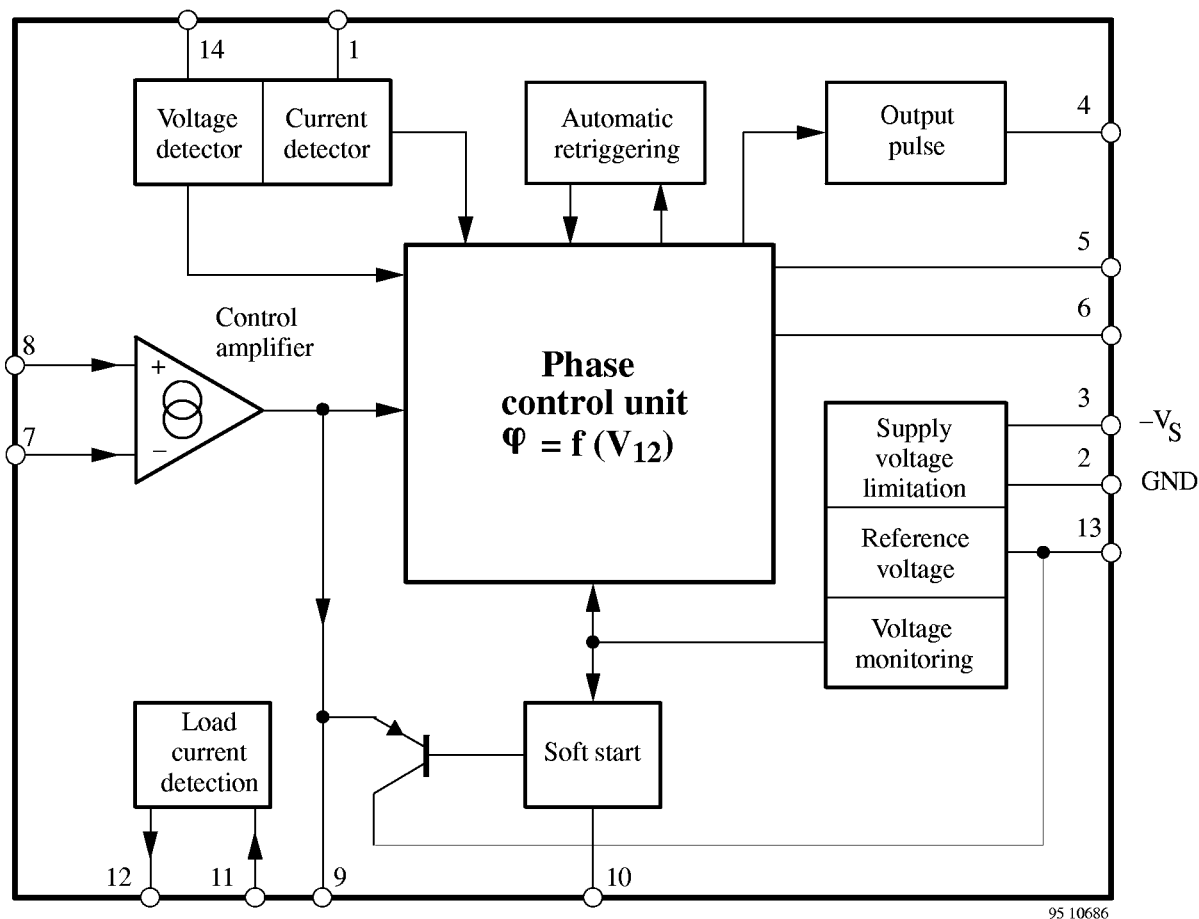 14
1
Voltage
detector
Current
detector
Automatic
retriggering
Output
pulse
4
5
6
Control
amplifier
8
+
7
−
Phase
control unit
φ = f (V12)
Supply
voltage
limitation
3
–VS
2
GND
Reference
voltage
13
Voltage
monitoring
Load
current
detection
Soft start
12
11
9
10
95 10686